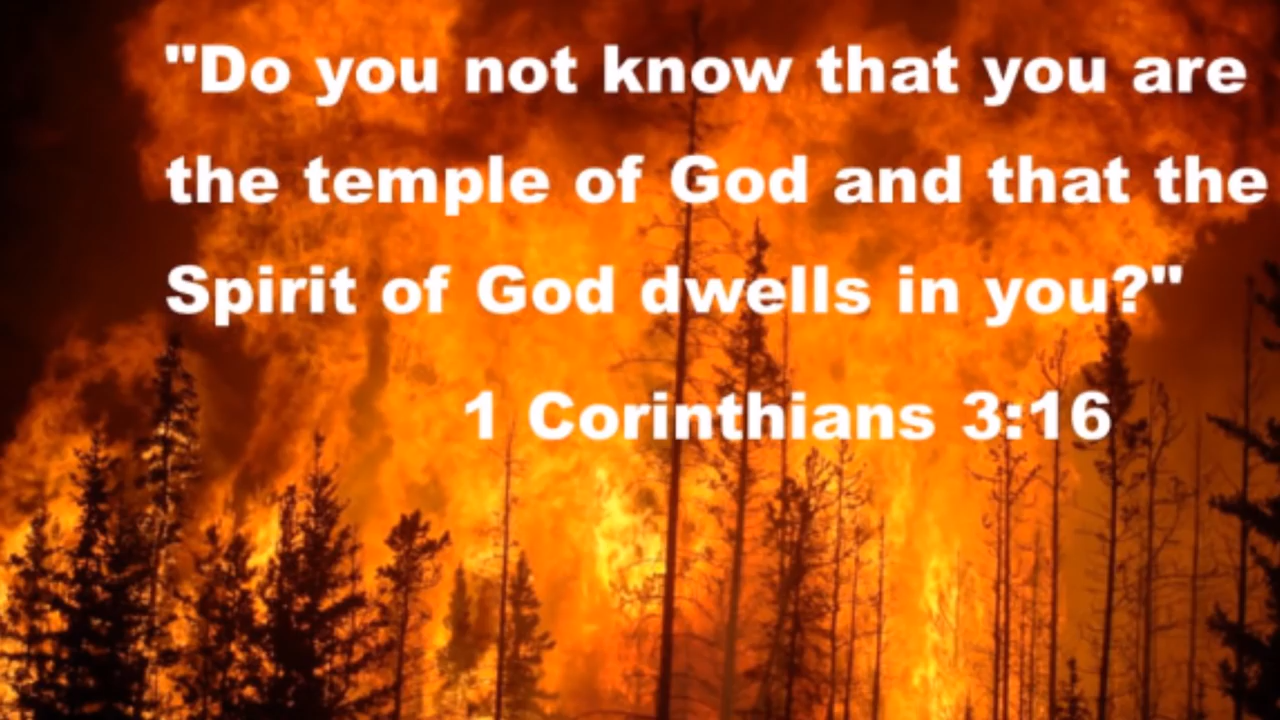 "Do you not know that you are
the temple of God and that the
Spirit of God dwells in you?"
1 Corinthians 3:16